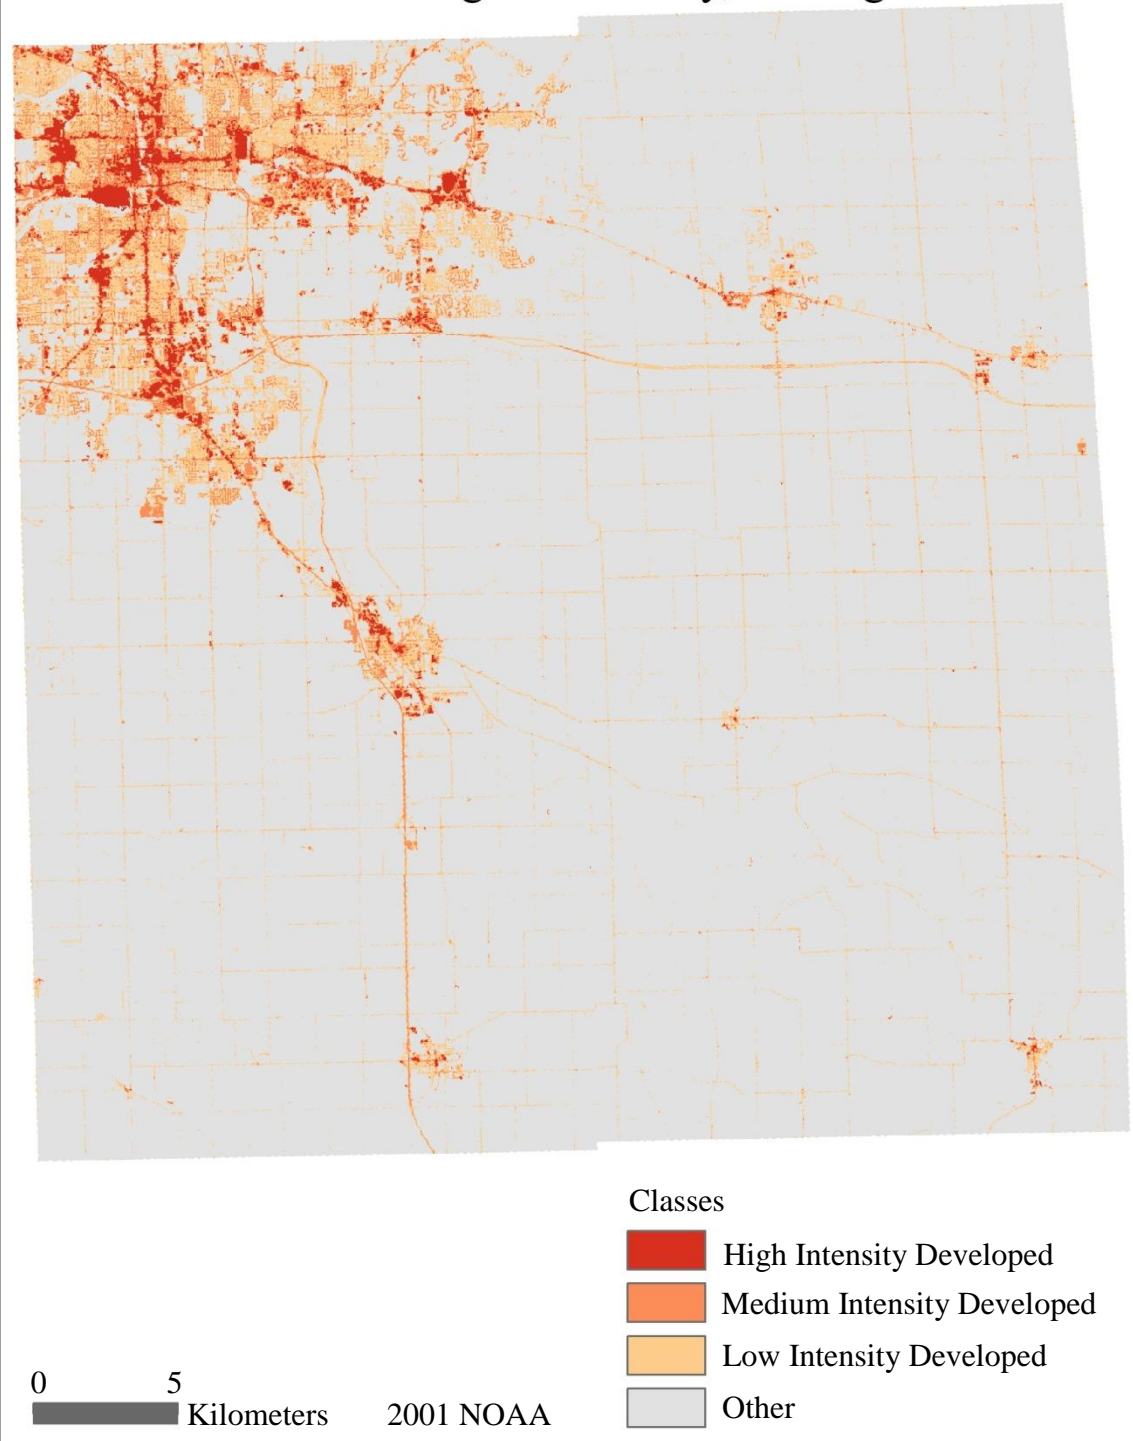 Classes
High Intensity Developed
Medium Intensity Developed
Low Intensity Developed
Other
0 5
Kilometers 2001 NOAA